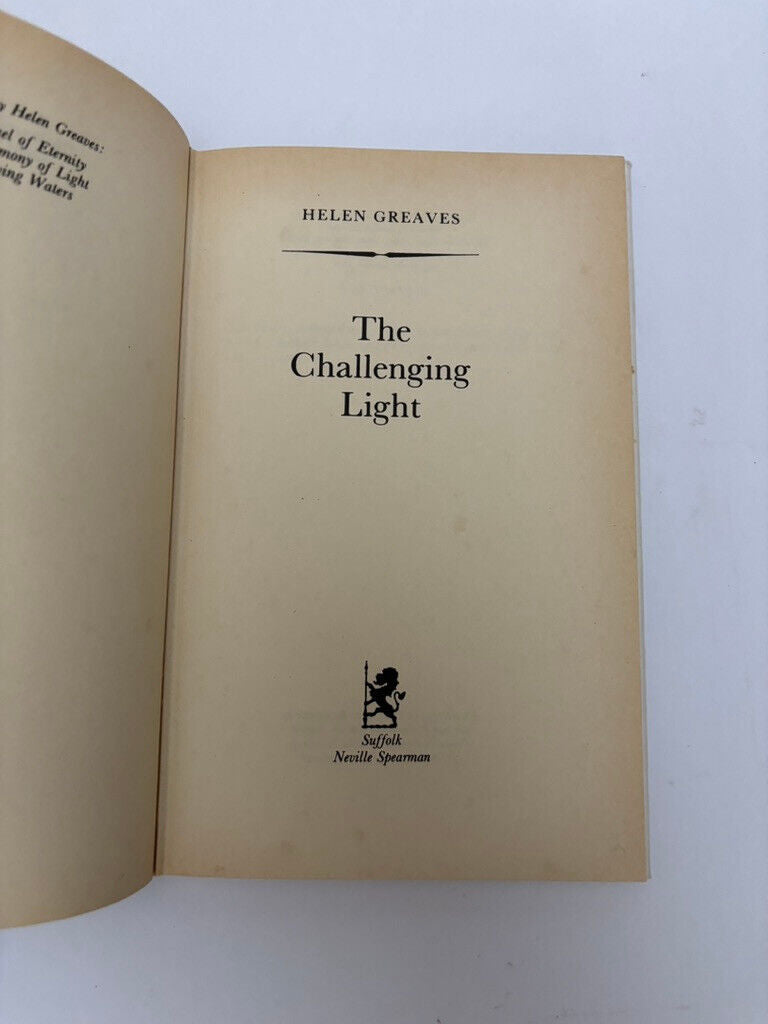 y Helen Greaves:
el of Eternity
mony of Light
ing Waters
HELEN GREAVES
The
Challenging
Light
Suffolk
Neville Spearman